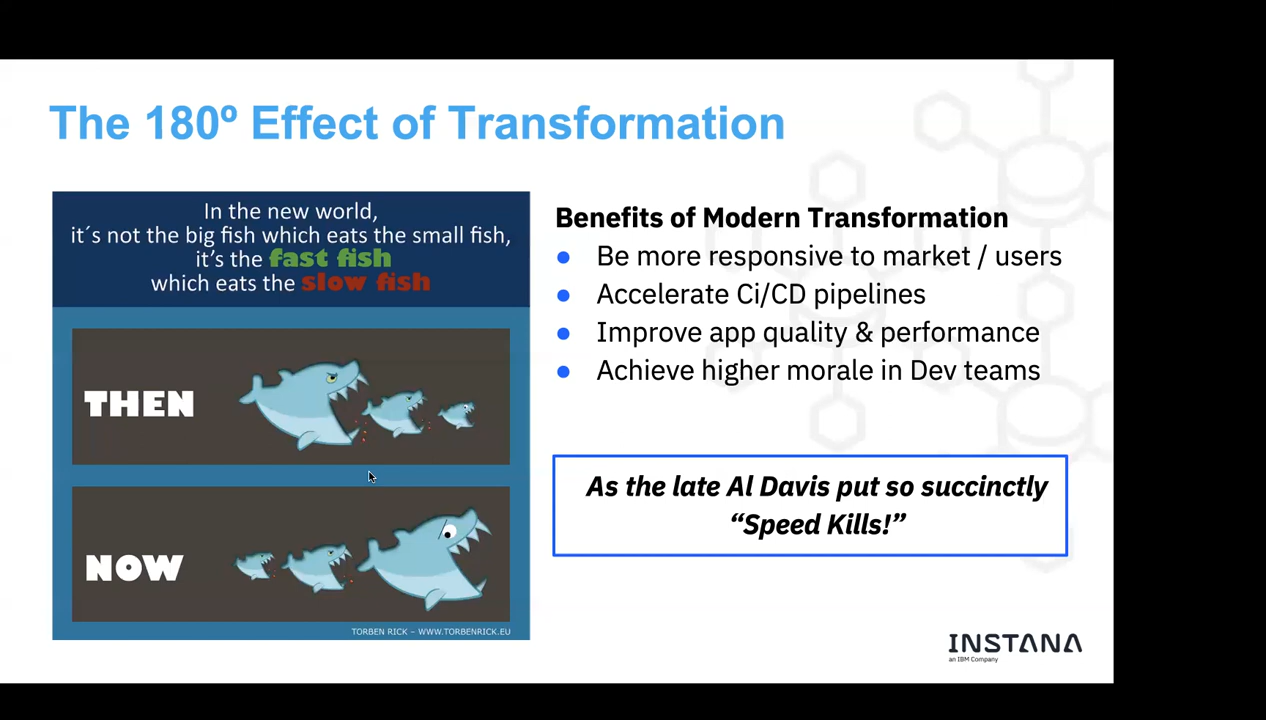 The 180º Effect of Transformation
In the new world,
it´s not the big fish which eats the small fish,
it's the fast fish
which eats the slow fish
THEN
NOW
TORBEN RICK – WWW.TORBENRICK.EU
Benefits of Modern Transformation
● Be more responsive to market / users
● Accelerate Ci/CD pipelines
● Improve app quality & performance
● Achieve higher morale in Dev teams
As the late Al Davis put so succinctly
“Speed Kills!”
INSTANA
an IBM Company